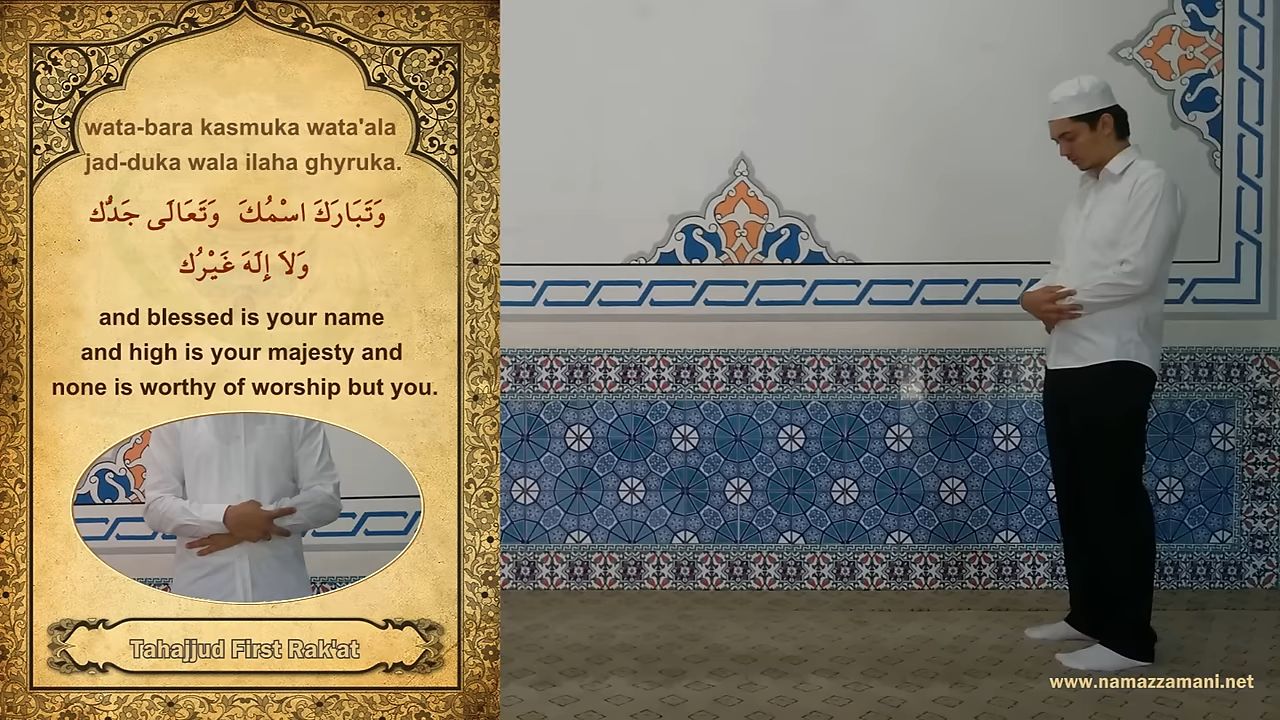 wata-bara kasmuka wata'ala
jad-duka wala ilaha ghyruka.
وَتَبَارَكَ اسْمُكَ وَتَعَالَى جَدُّك
وَلاَ إِلَهَ غَيْرُك
and blessed is your name
and high is your majesty and
none is worthy of worship but you.
Tahajjud First Rak'at
www.namazzamani.net